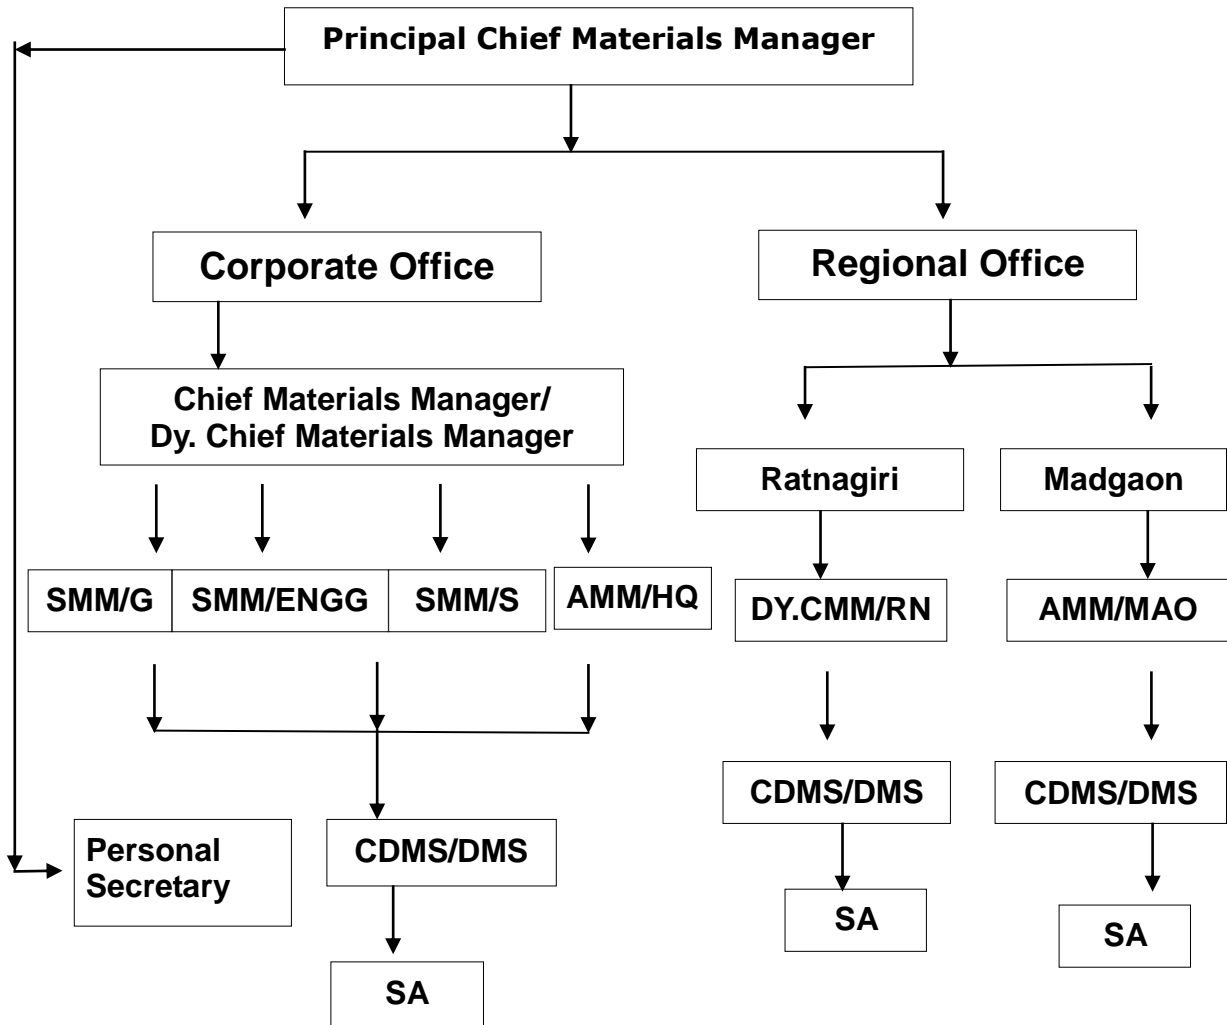 Principal Chief Materials Manager
Corporate Office
Regional Office
Chief Materials Manager/
Dy. Chief Materials Manager
Ratnagiri
Madgaon
SMM/G
SMM/ENGG
SMM/S
AMM/HQ
DY.CMM/RN
AMM/MAO
CDMS/DMS
CDMS/DMS
Personal
Secretary
CDMS/DMS
SA
SA
SA